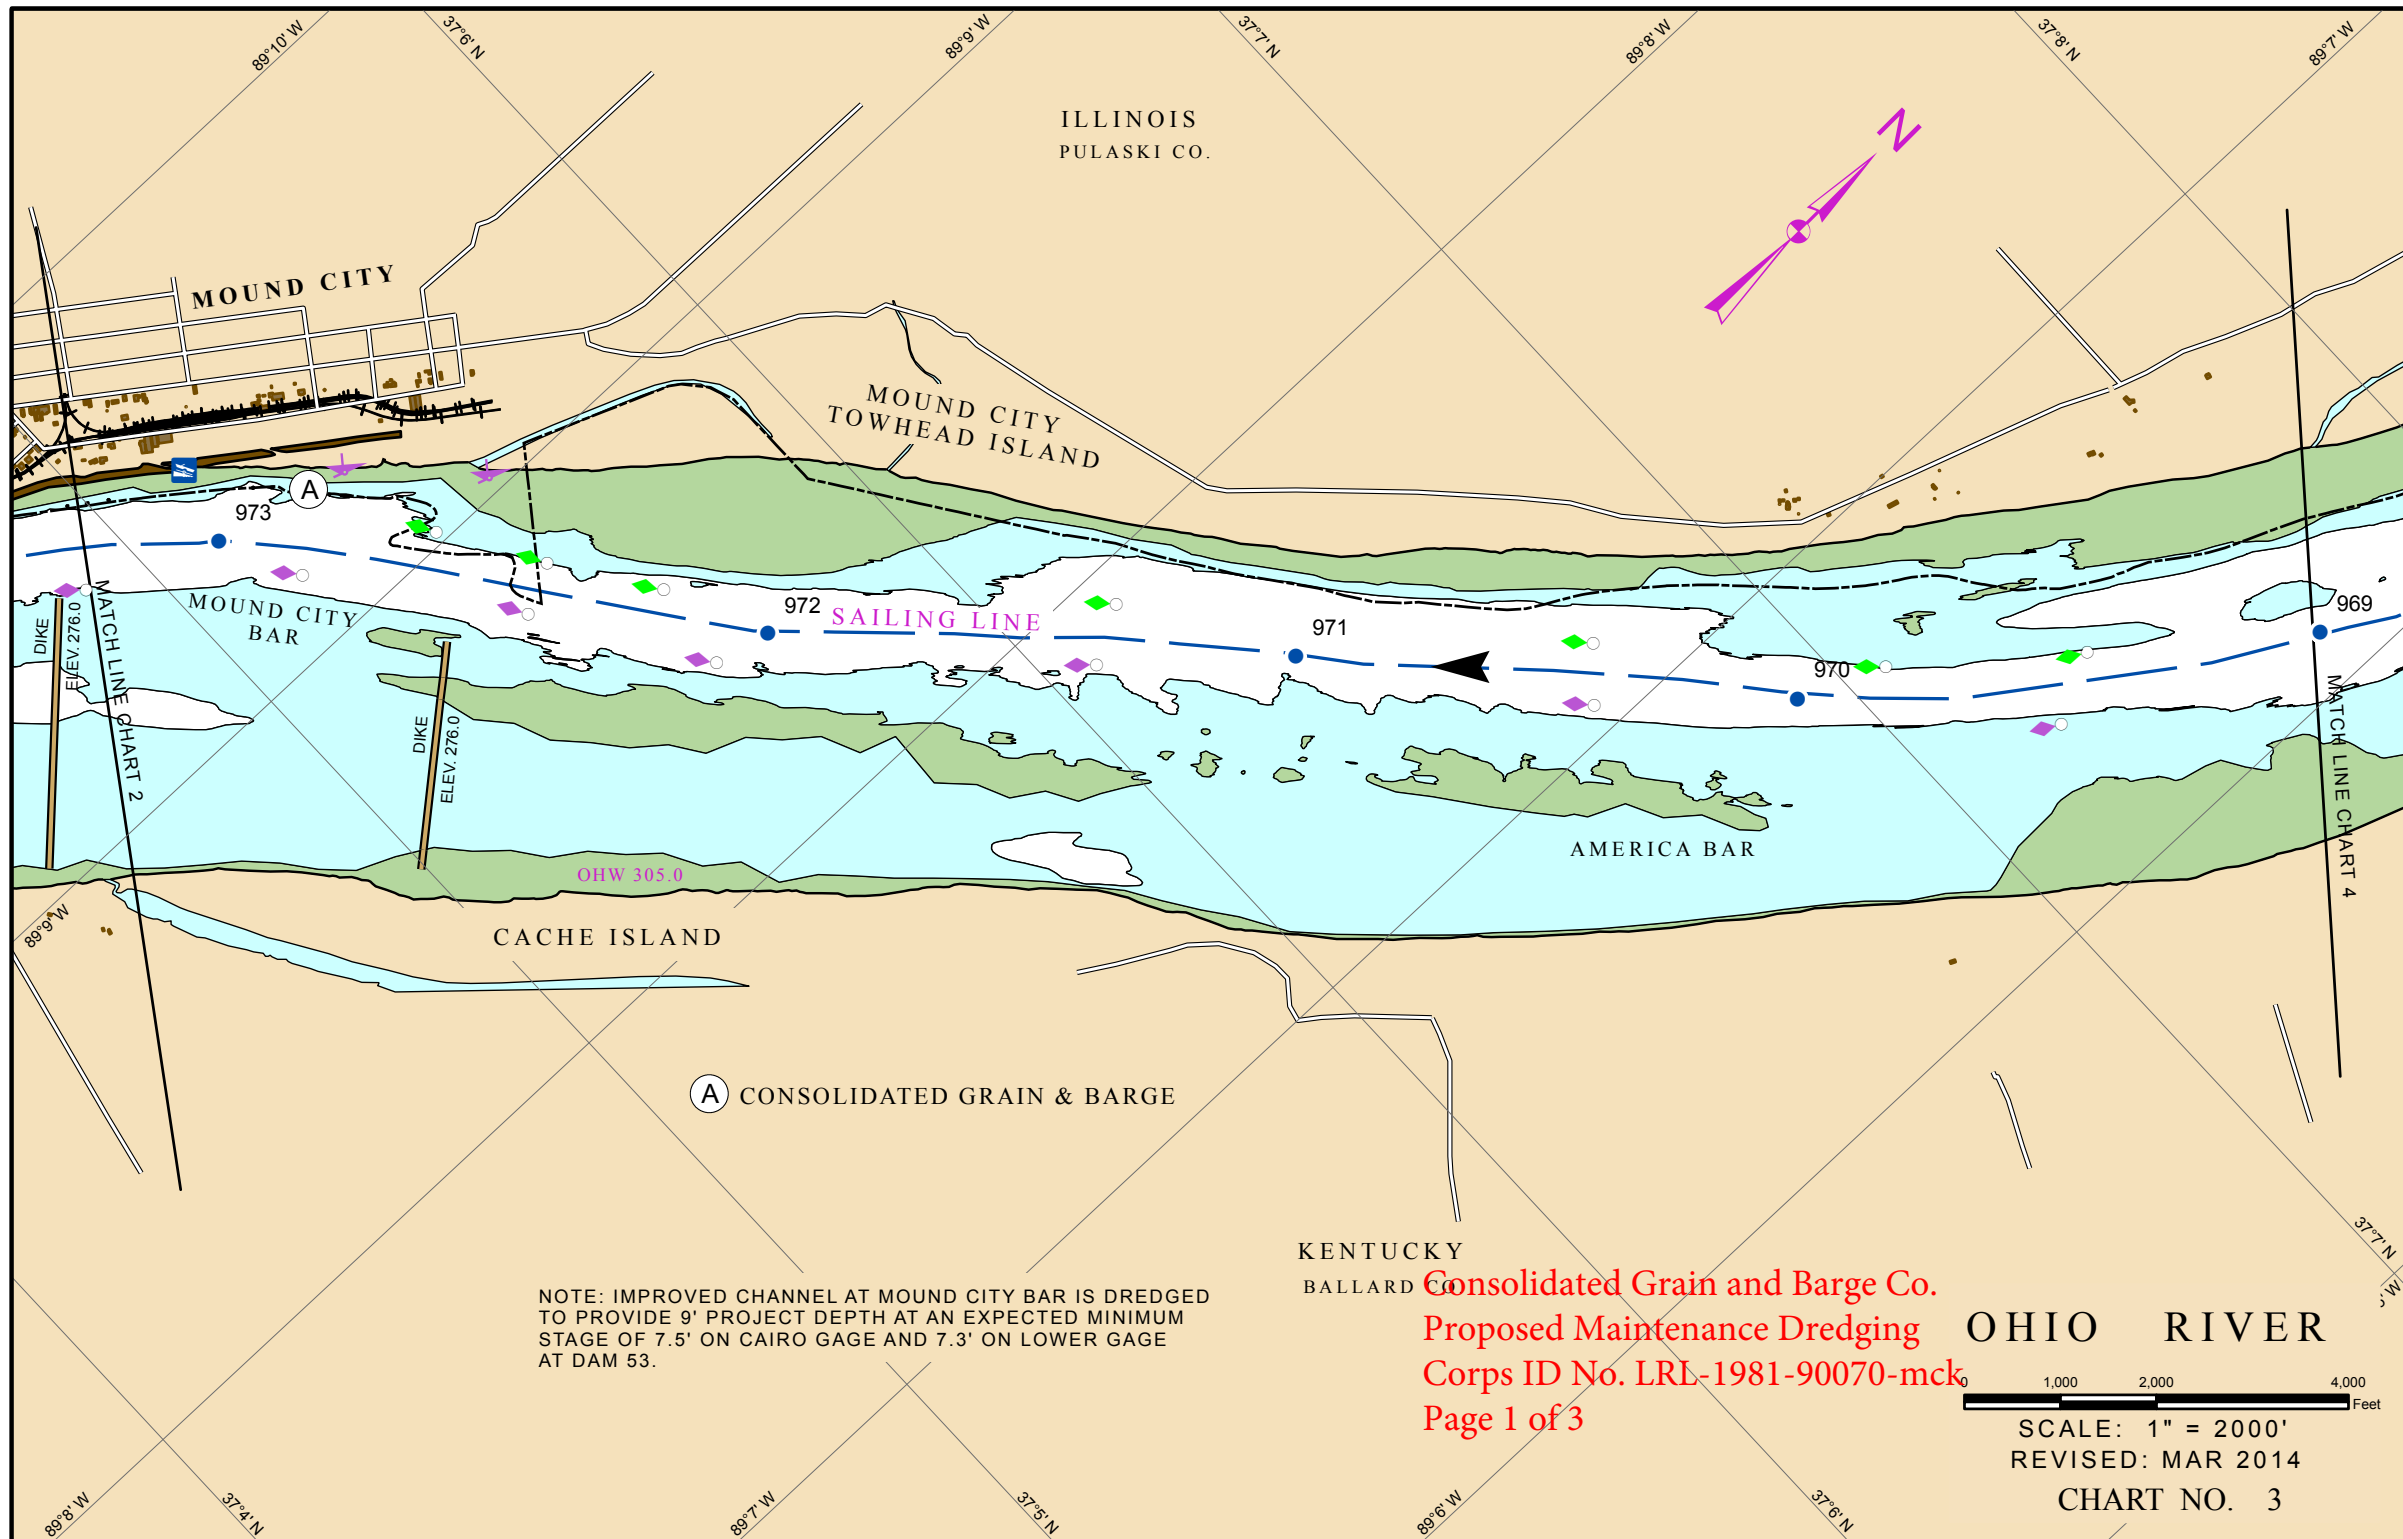 89°10' W
37°6' N
89°9' W
37°7' N
89°8' W
37°8' N
89°7' W
ILLINOIS
PULASKI CO.
N
MOUND CITY
MOUND CITY
TOWHEAD ISLAND
A
973
972
SAILING LINE
971
970
969
MOUND CITY
BAR
DIKE
ELEV. 276.0
MATCH LINE CHART 2
DIKE
ELEV. 276.0
MATCH LINE CHART 4
AMERICA BAR
OHW 305.0
89°9' W
CACHE ISLAND
A CONSOLIDATED GRAIN & BARGE
KENTUCKY
BALLARD CO
37°7' N
NOTE: IMPROVED CHANNEL AT MOUND CITY BAR IS DREDGED
TO PROVIDE 9' PROJECT DEPTH AT AN EXPECTED MINIMUM
STAGE OF 7.5' ON CAIRO GAGE AND 7.3' ON LOWER GAGE
AT DAM 53.
Consolidated Grain and Barge Co.
Proposed Maintenance Dredging
Corps ID No. LRL-1981-90070-mck
Page 1 of 3
OHIO RIVER
0 1,000 2,000 4,000
Feet
SCALE: 1" = 2000'
REVISED: MAR 2014
CHART NO. 3
89°8' W
37°4' N
89°7' W
37°5' N
89°6' W
37°6' N